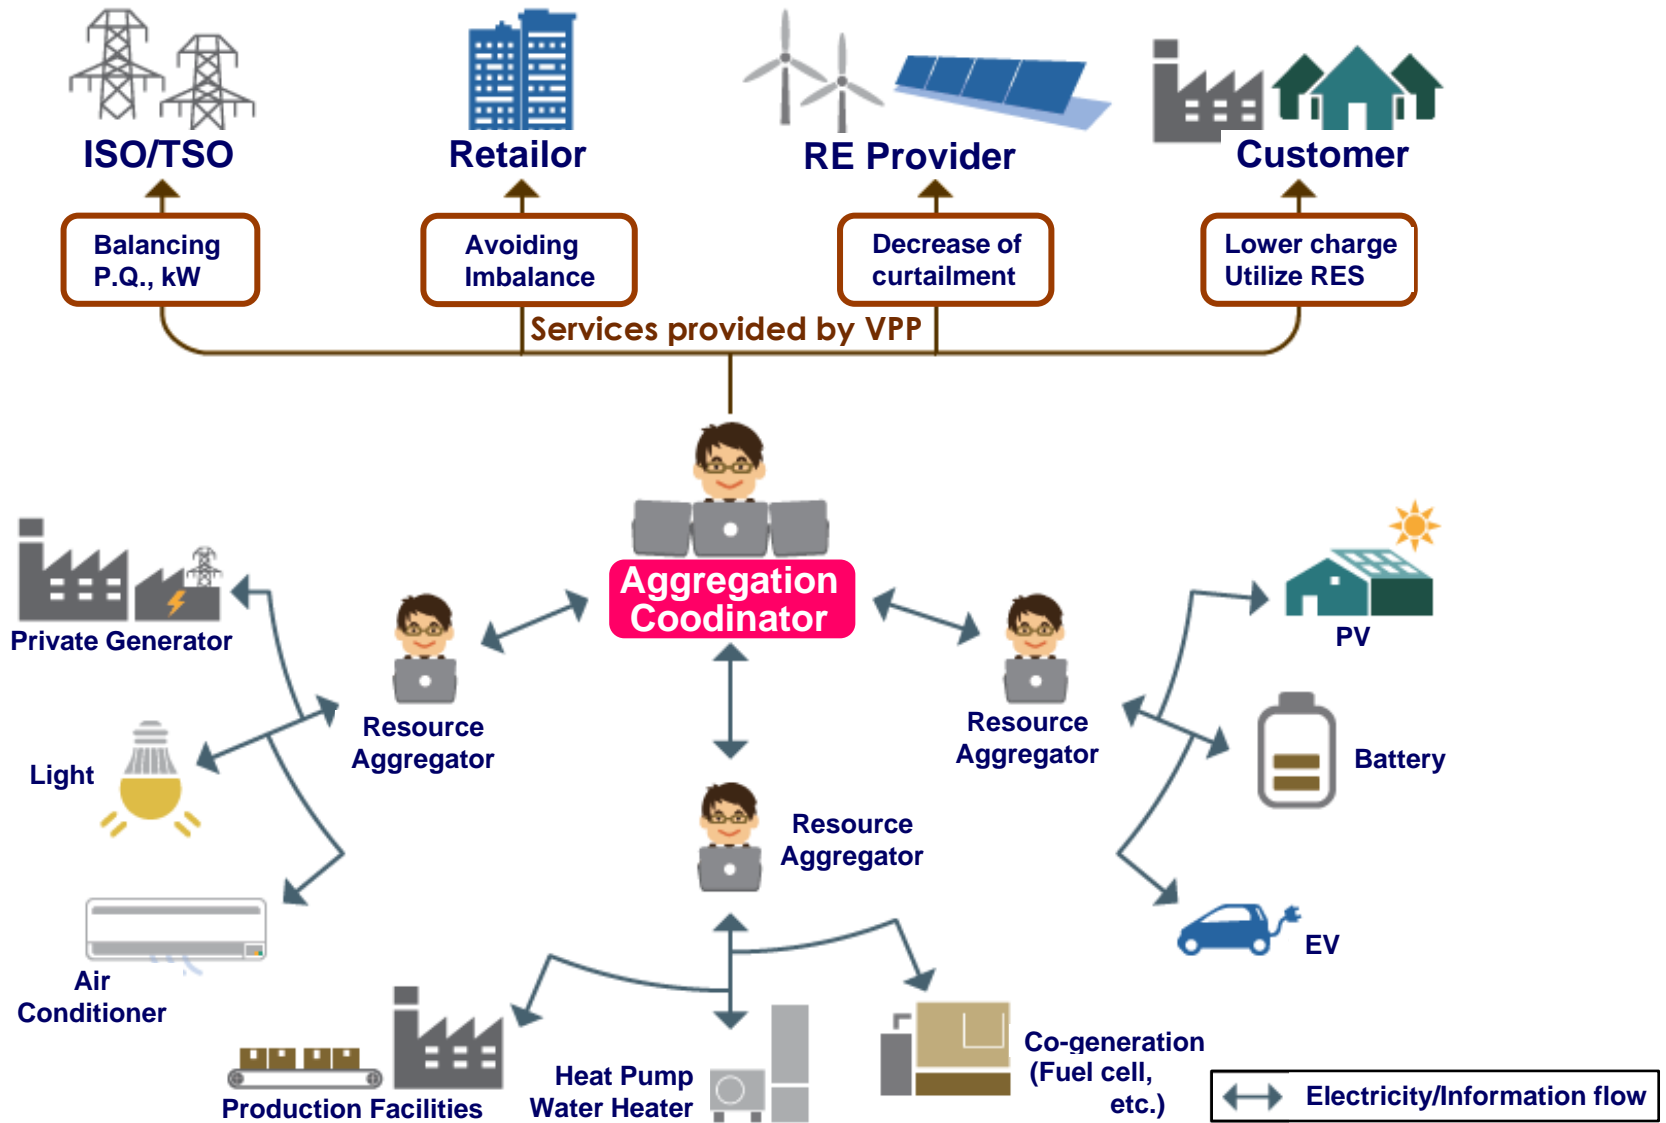 ISO/TSO
Retailor
RE Provider
Customer
Balancing
P.Q., kW
Avoiding
Imbalance
Decrease of
curtailment
Lower charge
Utilize RES
Services provided by VPP
Aggregation
Coodinator
Private Generator
Resource
Aggregator
Light
Air
Conditioner
Resource
Aggregator
PV
Battery
EV
Resource
Aggregator
Production Facilities
Heat Pump
Water Heater
Co-generation
(Fuel cell,
etc.)
Electricity/Information flow